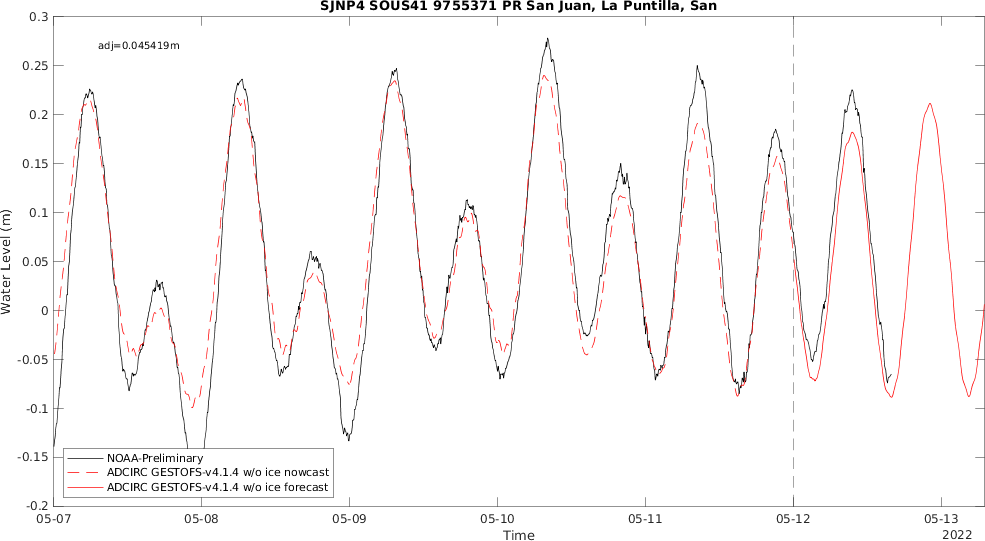 SJNP4 SOUS41 9755371 PR San Juan, La Puntilla, San
adj=0.045419m
0.3
0.25
0.2
0.15
0.1
0.05
0
-0.05
-0.1
-0.15
-0.2
Water Level (m)
NOAA-Preliminary
ADCIRC GESTOFS-v4.1.4 w/o ice nowcast
ADCIRC GESTOFS-v4.1.4 w/o ice forecast
05-07 05-08 05-09 05-10 05-11 05-12 05-13
Time
2022